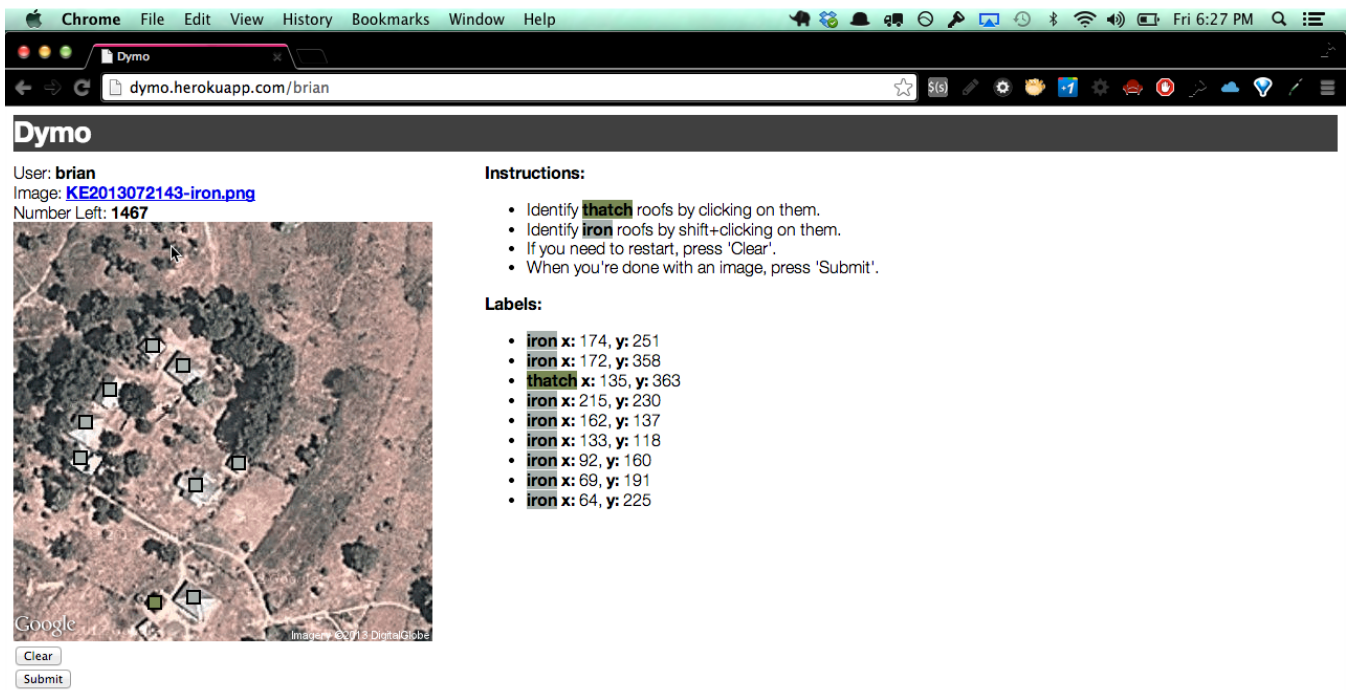 Chrome File Edit View History Bookmarks Window Help Fri 6:27 PM
Dymo
dymo.herokuapp.com/brian $(s) +1
Dymo
User: brian
Image: KE2013072143-iron.png
Number Left: 1467
Google
Imagery ©2013 DigitalGlobe
Clear
Submit
Instructions:
• Identify thatch roofs by clicking on them.
• Identify iron roofs by shift+clicking on them.
• If you need to restart, press 'Clear'.
• When you're done with an image, press 'Submit'.
Labels:
• iron x: 174, y: 251
• iron x: 172, y: 358
• thatch x: 135, y: 363
• iron x: 215, y: 230
• iron x: 162, y: 137
• iron x: 133, y: 118
• iron x: 92, y: 160
• iron x: 69, y: 191
• iron x: 64, y: 225